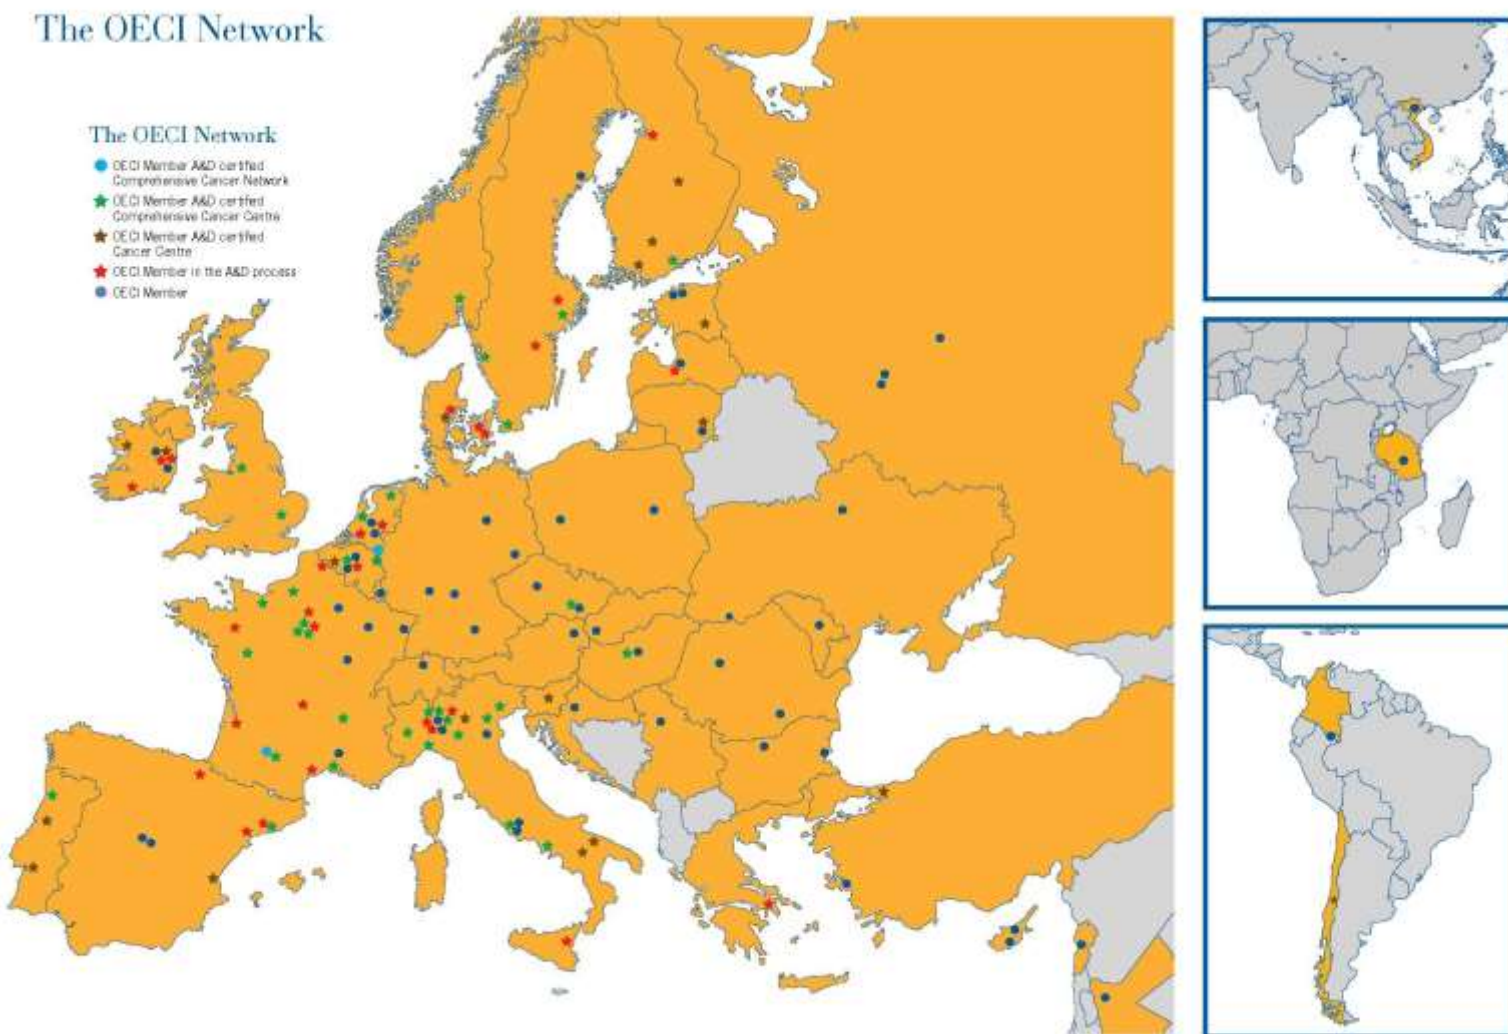 The OECI Network
The OECI Network
OECI Member A&D certified
Comprehensive Cancer Network
OECI Member A&D certified
Comprehensive Cancer Centre
OECI Member A&D certified
Cancer Centre
OECI Member in the A&D process
OECI Member